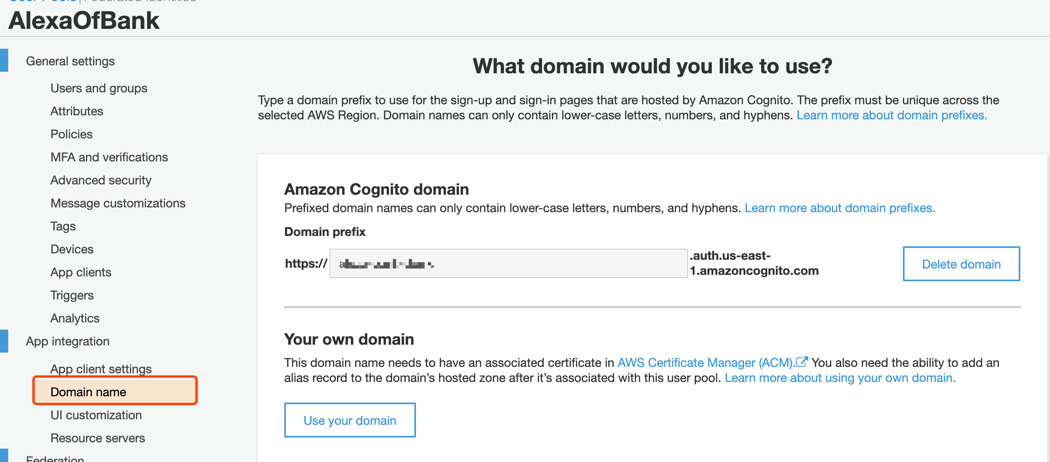 User Pools | Federated Identities
AlexaOfBank
General settings
Users and groups
Attributes
Policies
MFA and verifications
Advanced security
Message customizations
Tags
Devices
App clients
Triggers
Analytics
App integration
App client settings
Domain name
UI customization
Resource servers
Federation
What domain would you like to use?
Type a domain prefix to use for the sign-up and sign-in pages that are hosted by Amazon Cognito. The prefix must be unique across the
selected AWS Region. Domain names can only contain lower-case letters, numbers, and hyphens. Learn more about domain prefixes.
Amazon Cognito domain
Prefixed domain names can only contain lower-case letters, numbers, and hyphens. Learn more about domain prefixes.
Domain prefix
https://
.auth.us-east-
1.amazoncognito.com
Delete domain
Your own domain
This domain name needs to have an associated certificate in AWS Certificate Manager (ACM). You also need the ability to add an
alias record to the domain's hosted zone after it's associated with this user pool. Learn more about using your own domain.
Use your domain